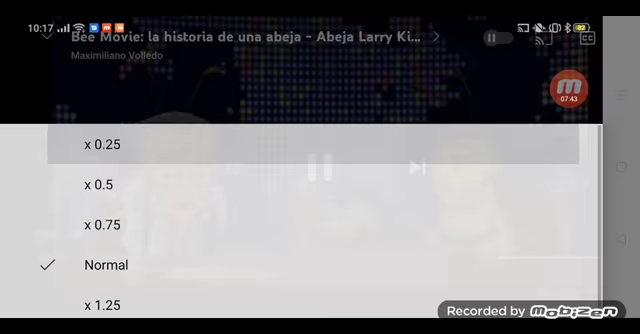 10:17
Bee Movie: la historia de una abeja - Abeja Larry Ki...
Maximiliano Volledo
CC
07:43
x 0.25
x 0.5
x 0.75
Normal
x 1.25
Recorded by Mobizen